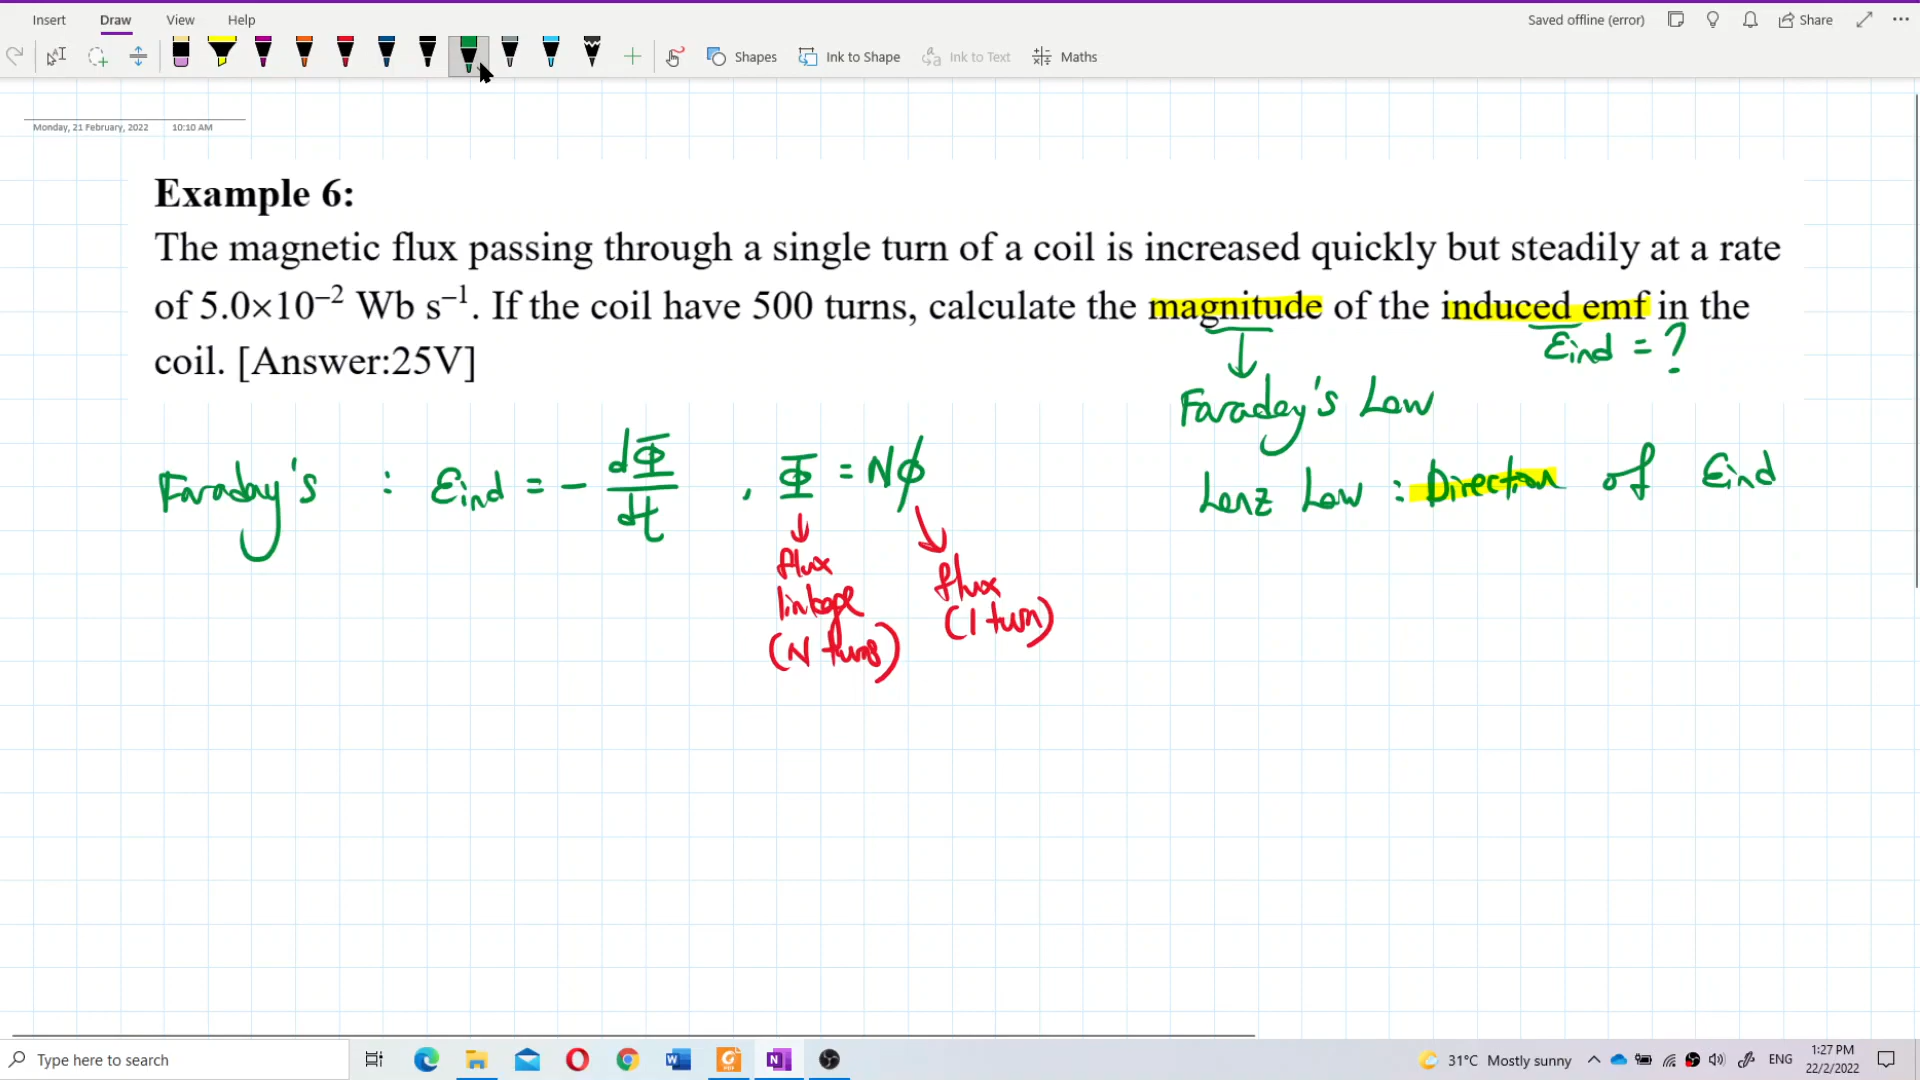 Insert Draw View Help
Saved offline (error) Share
Shapes Ink to Shape Ink to Text Maths
Monday, 21 February, 2022 10:10 AM
Example 6:
The magnetic flux passing through a single turn of a coil is increased quickly but steadily at a rate
of 5.0×10⁻² Wb s⁻¹. If the coil have 500 turns, calculate the magnitude of the induced emf in the
coil. [Answer:25V]
Ɛind = ?
Faraday's Law
Faraday's : Ɛind = - dΦ/dt , Φ = Nϕ
Lenz Law : Direction of Ɛind
flux
linkage
(N turns)
flux
(1 turn)
Type here to search
31°C Mostly sunny ENG 1:27 PM
22/2/2022